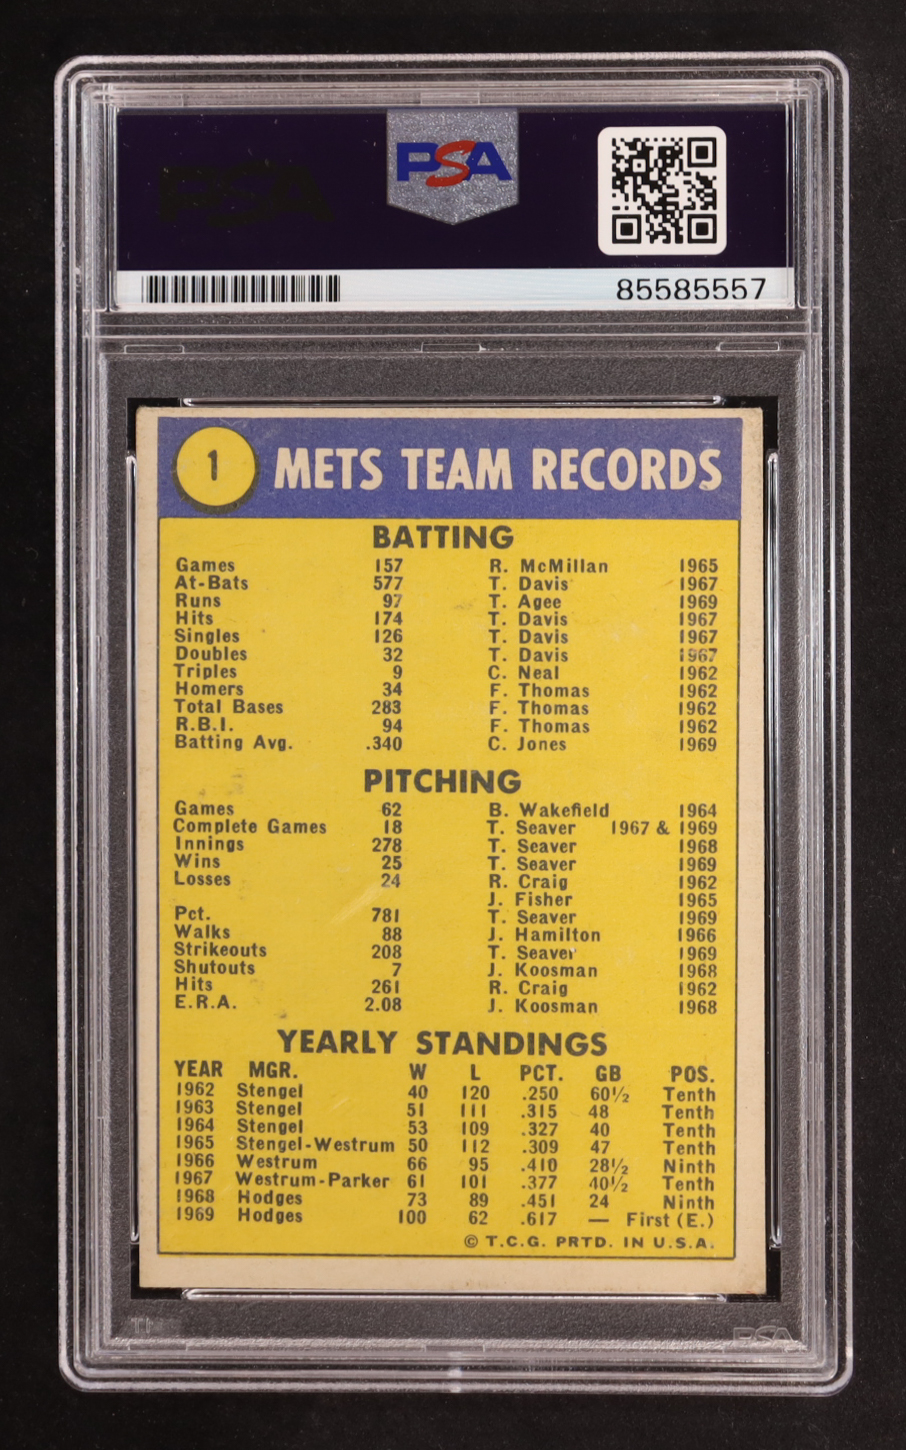 PSA
PSA
85585557
1 METS TEAM RECORDS
BATTING
Games 157 R. McMillan 1965
At-Bats 577 T. Davis 1967
Runs 97 T. Agee 1969
Hits 174 T. Davis 1967
Singles 126 T. Davis 1967
Doubles 32 T. Davis 1967
Triples 9 C. Neal 1962
Homers 34 F. Thomas 1962
Total Bases 283 F. Thomas 1962
R.B.I. 94 F. Thomas 1962
Batting Avg. .340 C. Jones 1969
PITCHING
Games 62 B. Wakefield 1964
Complete Games 18 T. Seaver 1967 & 1969
Innings 278 T. Seaver 1968
Wins 25 T. Seaver 1969
Losses 24 R. Craig 1962
J. Fisher 1965
Pct. 781 T. Seaver 1969
Walks 88 J. Hamilton 1966
Strikeouts 208 T. Seaver 1969
Shutouts 7 J. Koosman 1968
Hits 261 R. Craig 1962
E.R.A. 2.08 J. Koosman 1968
YEARLY STANDINGS
YEAR MGR. W L PCT. GB POS.
1962 Stengel 40 120 .250 60½ Tenth
1963 Stengel 51 111 .315 48 Tenth
1964 Stengel 53 109 .327 40 Tenth
1965 Stengel-Westrum 50 112 .309 47 Tenth
1966 Westrum 66 95 .410 28½ Ninth
1967 Westrum-Parker 61 101 .377 40½ Tenth
1968 Hodges 73 89 .451 24 Ninth
1969 Hodges 100 62 .617 — First (E.)
© T.C.G. PRTD. IN U.S.A.
PSA